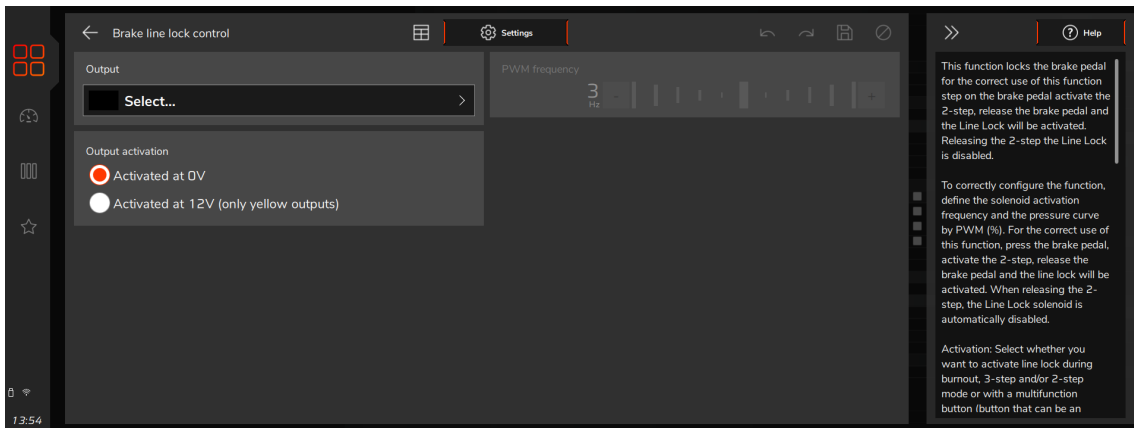 Brake line lock control
Settings
Help
Output
Select...
PWM frequency
3
Hz
-
+
Output activation
Activated at 0V
Activated at 12V (only yellow outputs)
This function locks the brake pedal
for the correct use of this function
step on the brake pedal activate the
2-step, release the brake pedal and
the Line Lock will be activated.
Releasing the 2-step the Line Lock
is disabled.
To correctly configure the function,
define the solenoid activation
frequency and the pressure curve
by PWM (%). For the correct use of
this function, press the brake pedal,
activate the 2-step, release the
brake pedal and the line lock will be
activated. When releasing the 2-
step, the Line Lock solenoid is
automatically disabled.
Activation: Select whether you
want to activate line lock during
burnout, 3-step and/or 2-step
mode or with a multifunction
button (button that can be an
13:54